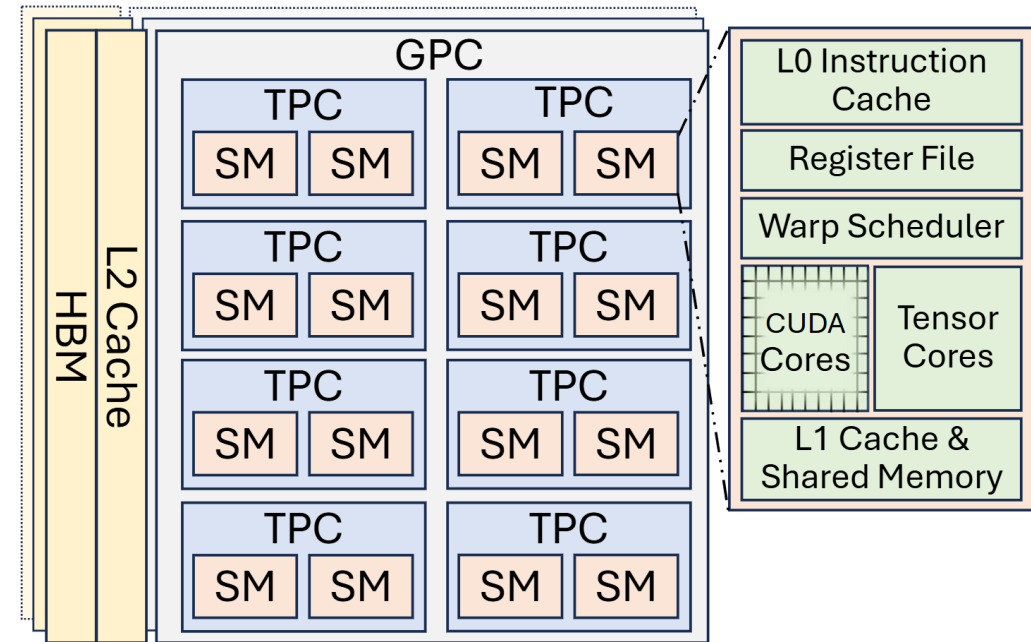 HBM
L2 Cache
GPC
TPC
SM SM
TPC
SM SM
TPC
SM SM
TPC
SM SM
TPC
SM SM
TPC
SM SM
TPC
SM SM
TPC
SM SM
L0 Instruction
Cache
Register File
Warp Scheduler
CUDA
Cores
Tensor
Cores
L1 Cache &
Shared Memory